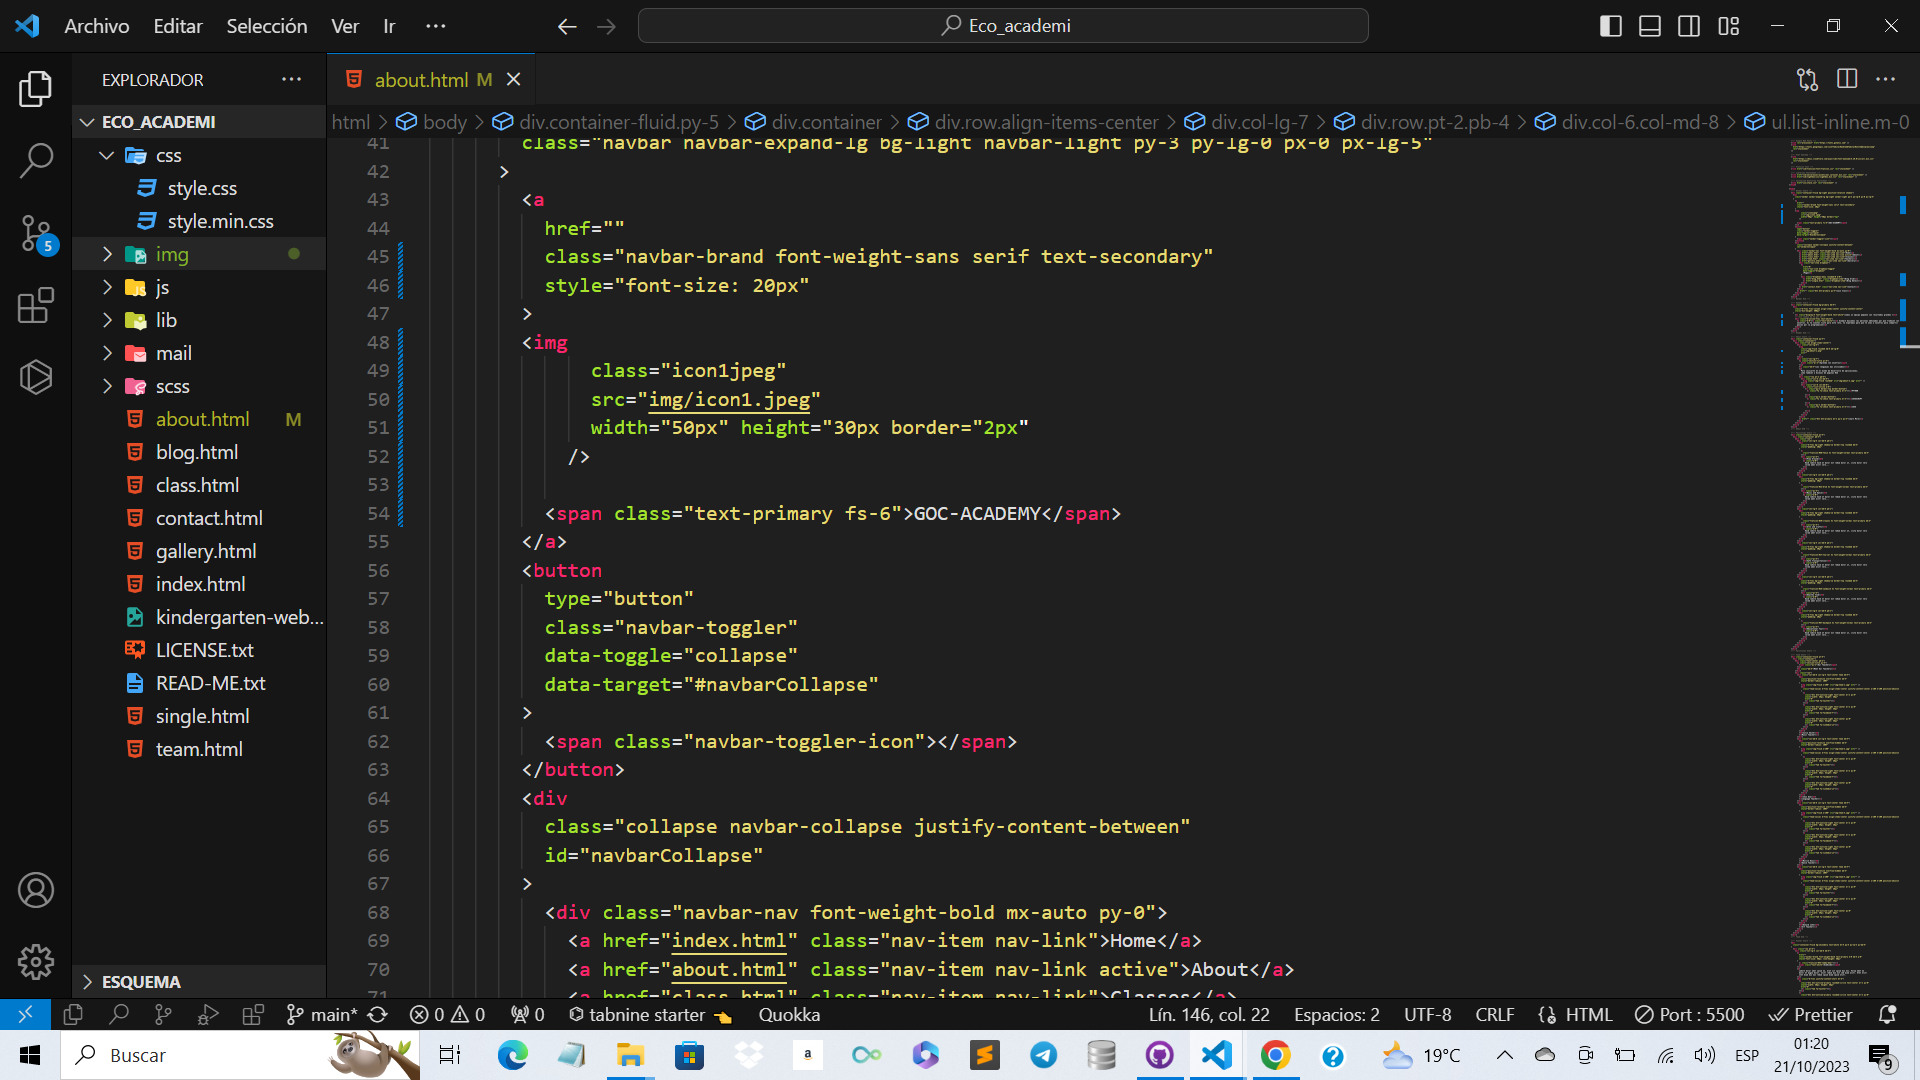 Archivo Editar Selección Ver Ir ···
Eco_academi
EXPLORADOR
ECO_ACADEMI
css
style.css
style.min.css
img
js
lib
mail
scss
about.html M
blog.html
class.html
contact.html
gallery.html
index.html
kindergarten-web...
LICENSE.txt
READ-ME.txt
single.html
team.html
ESQUEMA
5
about.html M
html > body > div.container-fluid.py-5 > div.container > div.row.align-items-center > div.col-lg-7 > div.row.pt-2.pb-4 > div.col-6.col-md-8 > ul.list-inline.m-0
41 class="navbar navbar-expand-lg bg-light navbar-light py-3 py-lg-0 px-0 px-lg-5"
42 >
43 <a
44 href=""
45 class="navbar-brand font-weight-sans serif text-secondary"
46 style="font-size: 20px"
47 >
48 <img
49 class="icon1jpeg"
50 src="img/icon1.jpeg"
51 width="50px" height="30px border="2px"
52 />
53
54 <span class="text-primary fs-6">GOC-ACADEMY</span>
55 </a>
56 <button
57 type="button"
58 class="navbar-toggler"
59 data-toggle="collapse"
60 data-target="#navbarCollapse"
61 >
62 <span class="navbar-toggler-icon"></span>
63 </button>
64 <div
65 class="collapse navbar-collapse justify-content-between"
66 id="navbarCollapse"
67 >
68 <div class="navbar-nav font-weight-bold mx-auto py-0">
69 <a href="index.html" class="nav-item nav-link">Home</a>
70 <a href="about.html" class="nav-item nav-link active">About</a>
71 <a href="class.html" class="nav-item nav-link">Classes</a>
main* 0 0 0 tabnine starter Quokka Lín. 146, col. 22 Espacios: 2 UTF-8 CRLF HTML Port : 5500 Prettier
Buscar
a
19°C
ESP
01:20
21/10/2023
9